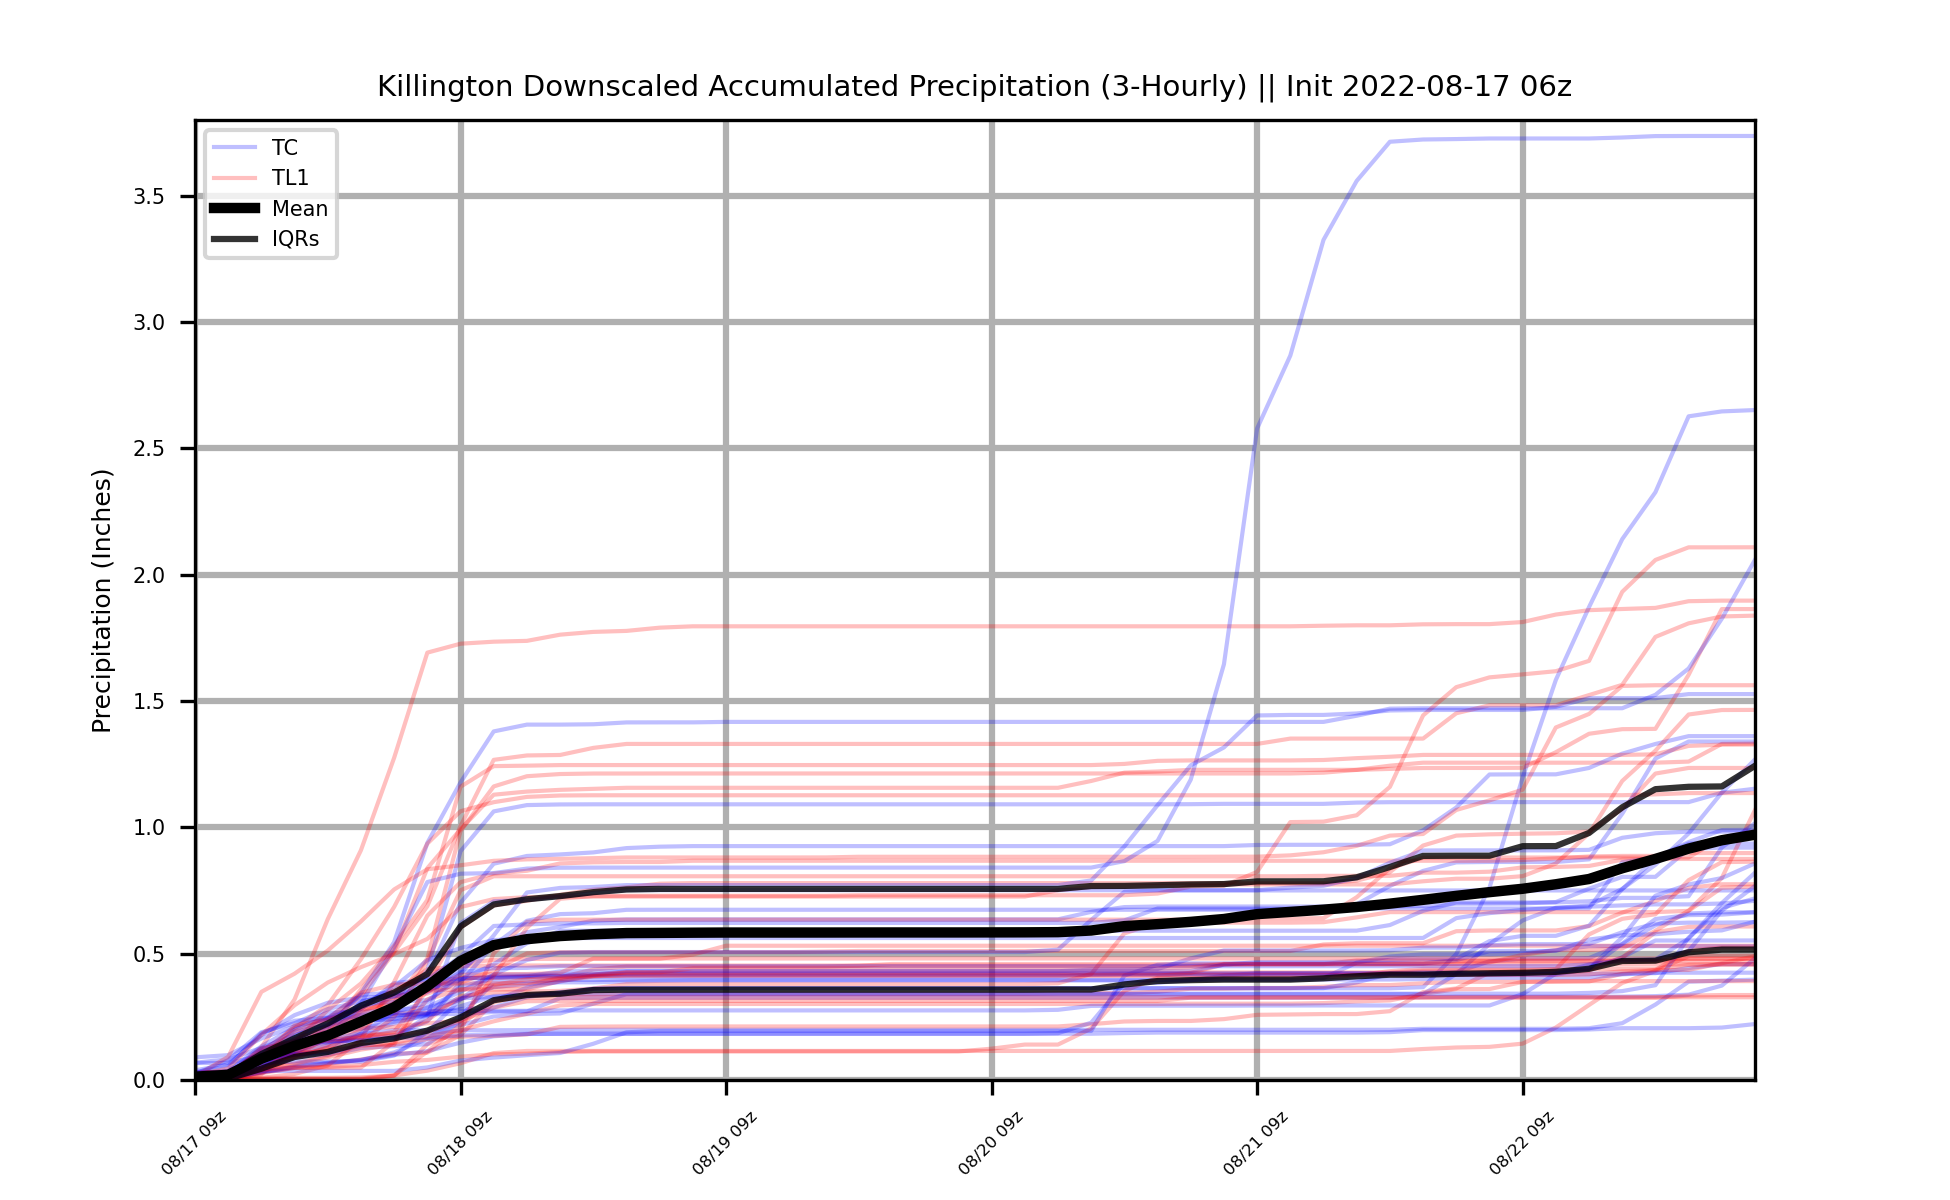 Killington Downscaled Accumulated Precipitation (3-Hourly) || Init 2022-08-17 06z
TC
TL1
Mean
IQRs
Precipitation (Inches)
3.5
3.0
2.5
2.0
1.5
1.0
0.5
0.0
08/17 09z
08/18 09z
08/19 09z
08/20 09z
08/21 09z
08/22 09z